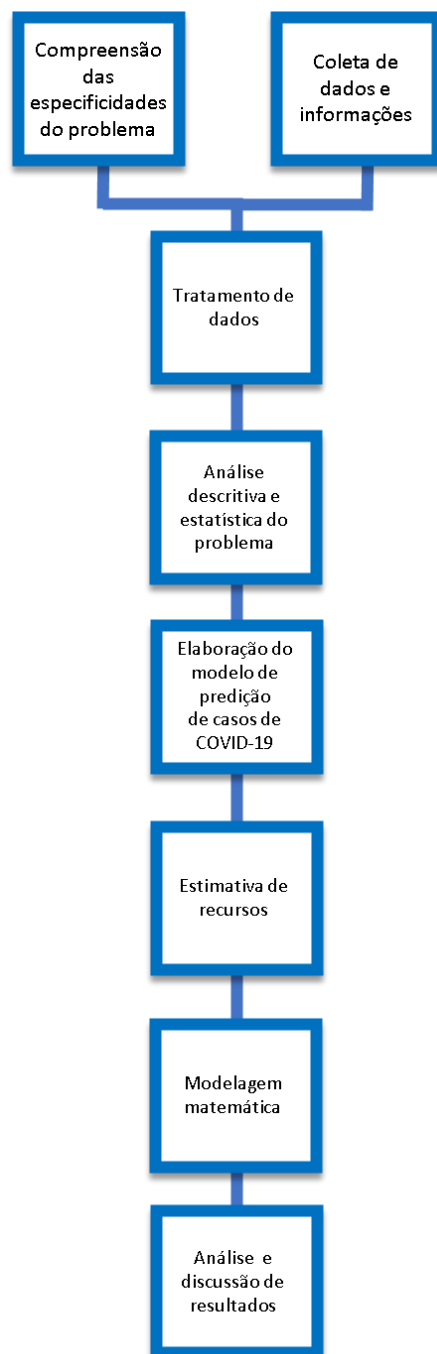 Compreensão
das
especificidades
do problema
Coleta de
dados e
informações
Tratamento de
dados
Análise
descritiva e
estatística do
problema
Elaboração do
modelo de
predição
de casos de
COVID-19
Estimativa de
recursos
Modelagem
matemática
Análise e
discussão de
resultados